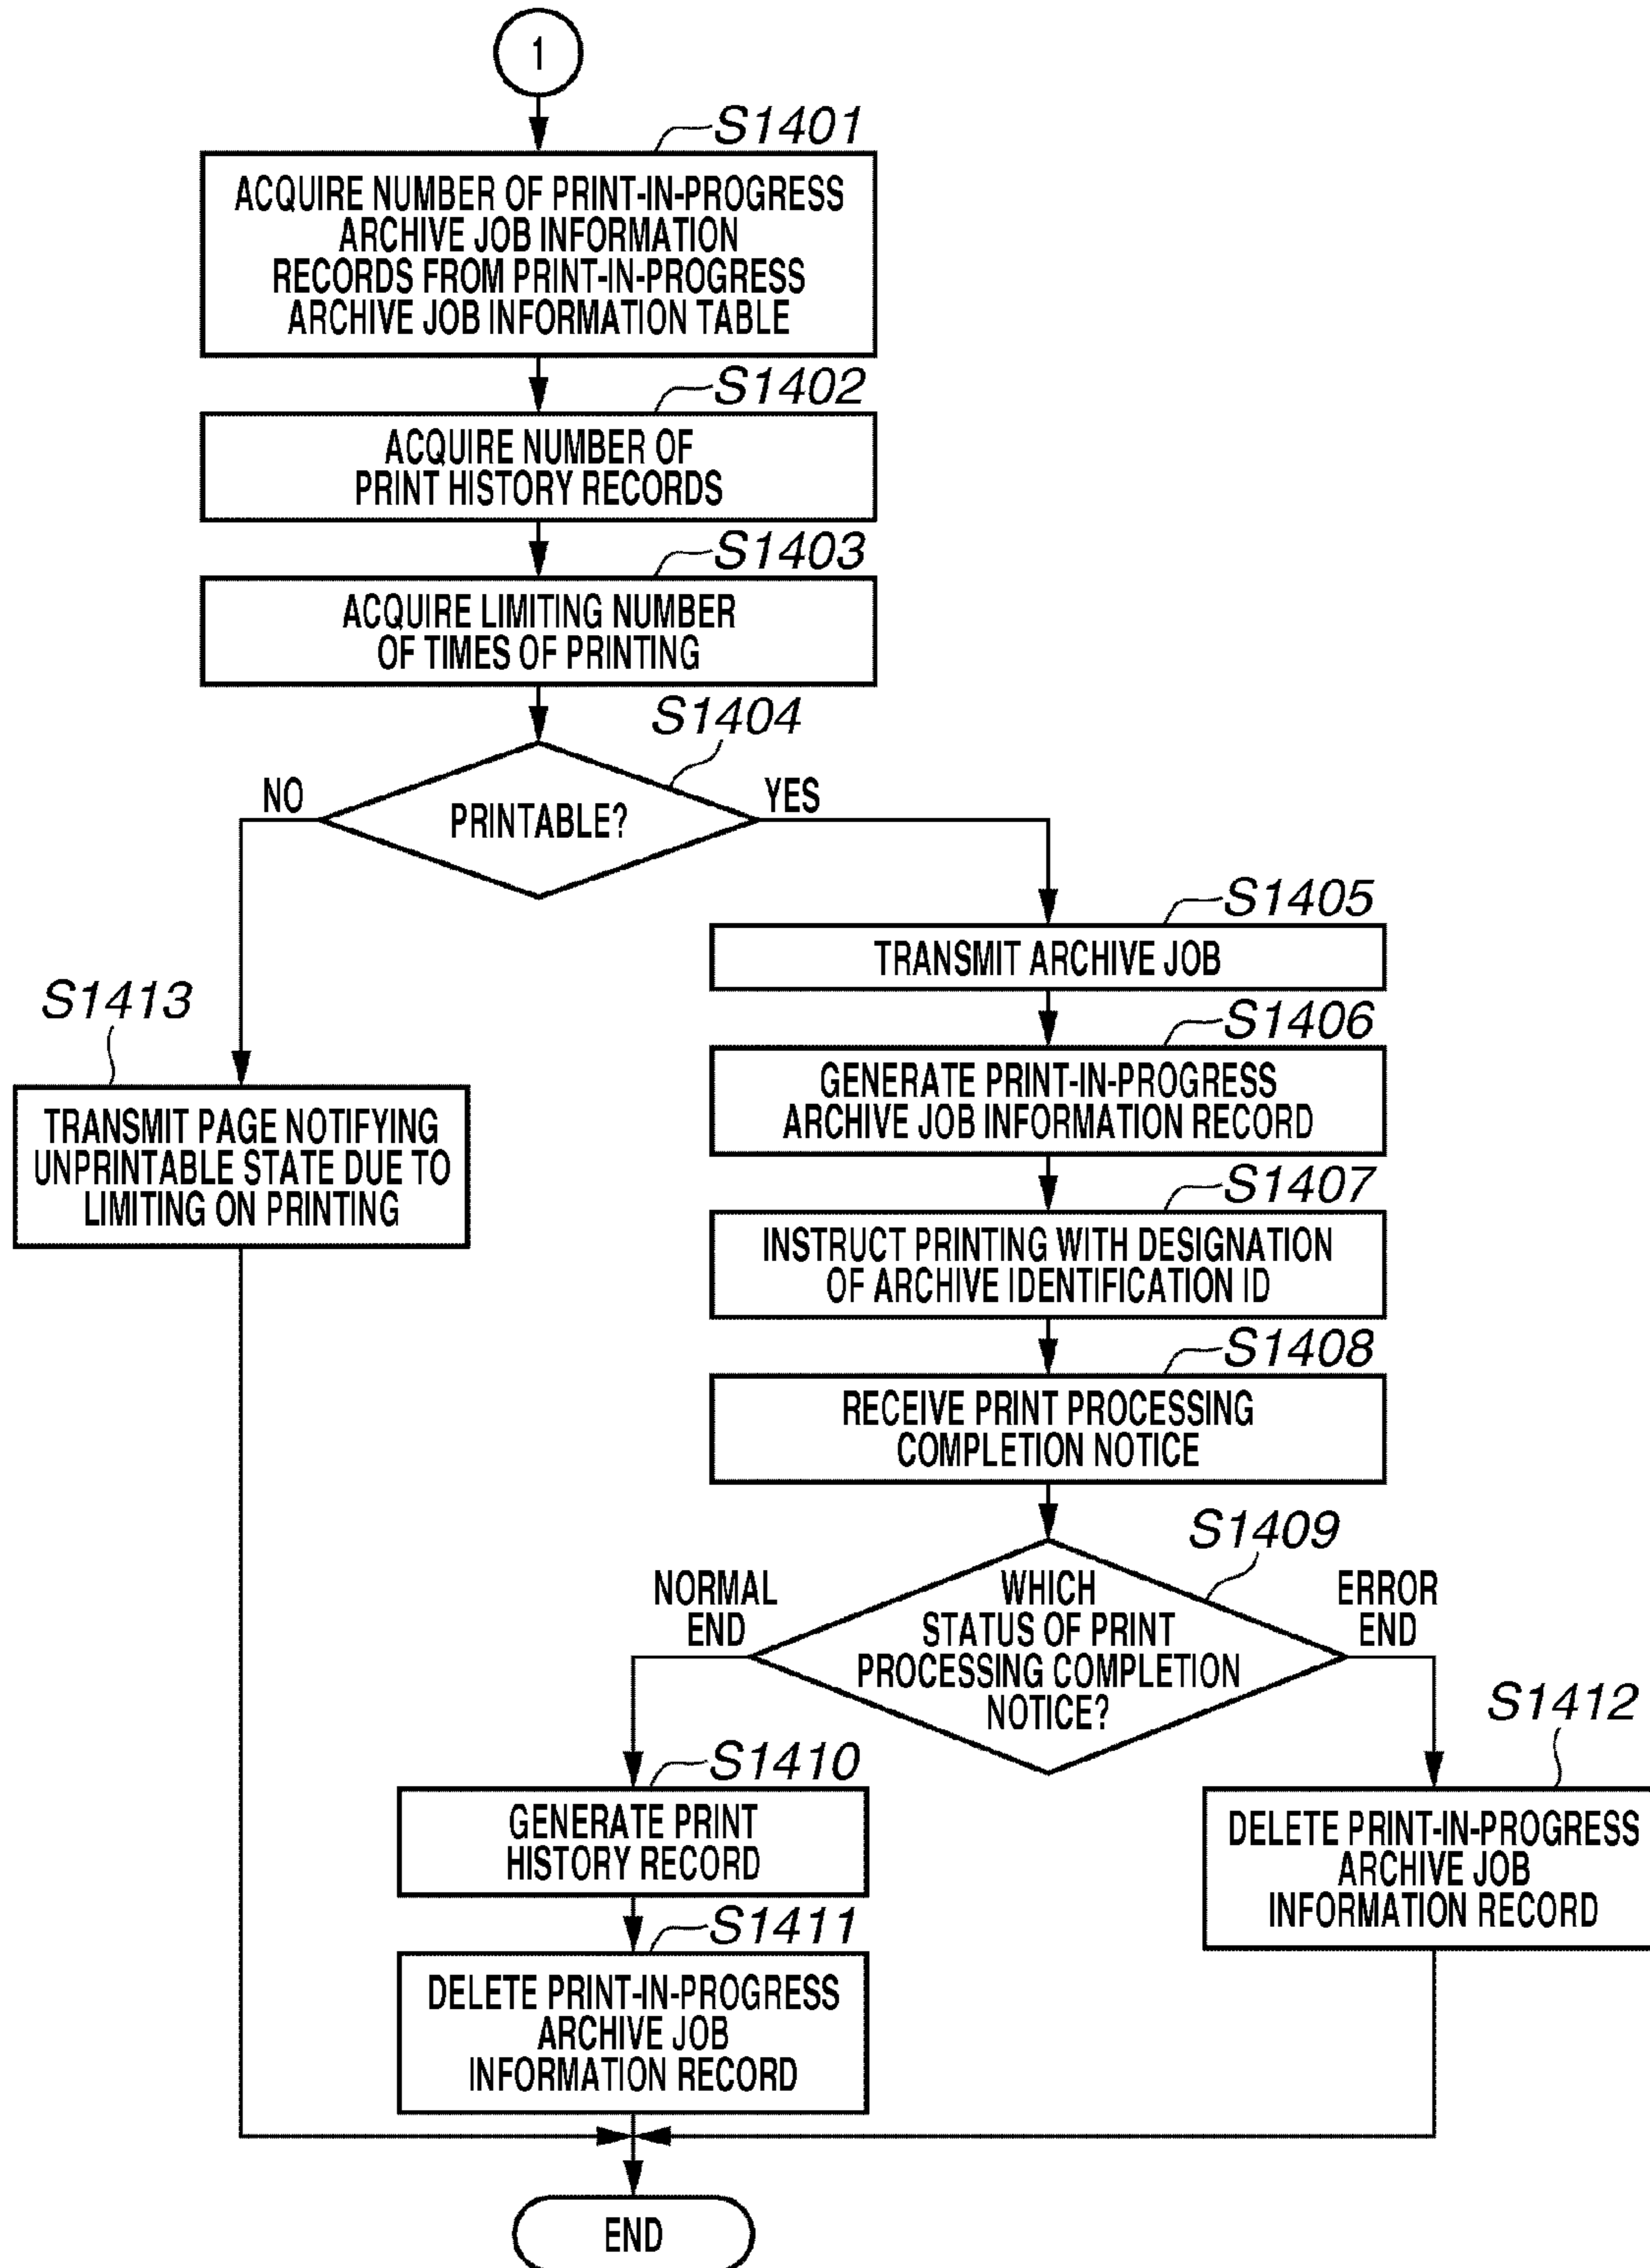 1
S1401
ACQUIRE NUMBER OF PRINT-IN-PROGRESS
ARCHIVE JOB INFORMATION
RECORDS FROM PRINT-IN-PROGRESS
ARCHIVE JOB INFORMATION TABLE
S1402
ACQUIRE NUMBER OF
PRINT HISTORY RECORDS
S1403
ACQUIRE LIMITING NUMBER
OF TIMES OF PRINTING
S1404
NO
PRINTABLE?
YES
S1405
TRANSMIT ARCHIVE JOB
S1413
TRANSMIT PAGE NOTIFYING
UNPRINTABLE STATE DUE TO
LIMITING ON PRINTING
S1406
GENERATE PRINT-IN-PROGRESS
ARCHIVE JOB INFORMATION RECORD
S1407
INSTRUCT PRINTING WITH DESIGNATION
OF ARCHIVE IDENTIFICATION ID
S1408
RECEIVE PRINT PROCESSING
COMPLETION NOTICE
S1409
NORMAL
END
WHICH
STATUS OF PRINT
PROCESSING COMPLETION
NOTICE?
ERROR
END
S1410
GENERATE PRINT
HISTORY RECORD
S1412
DELETE PRINT-IN-PROGRESS
ARCHIVE JOB
INFORMATION RECORD
S1411
DELETE PRINT-IN-PROGRESS
ARCHIVE JOB
INFORMATION RECORD
END